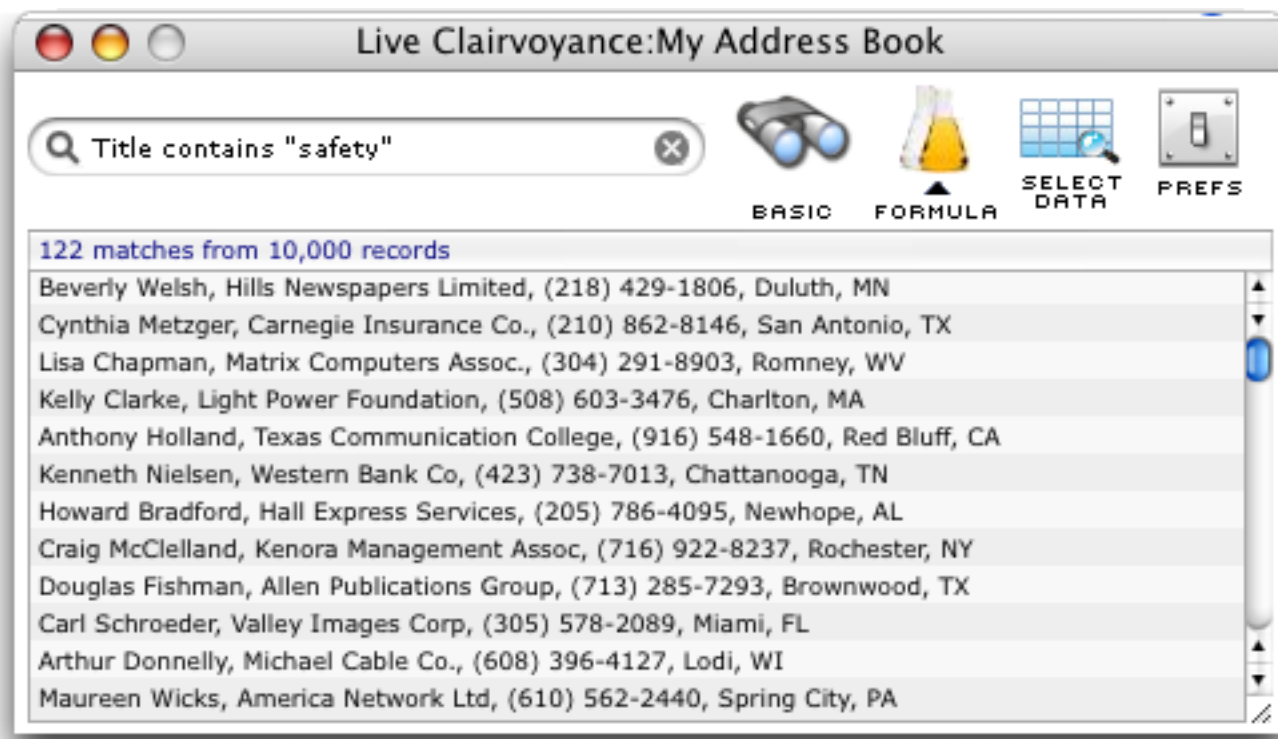 Live Clairvoyance:My Address Book
Title contains "safety"
BASIC
FORMULA
SELECT
DATA
PREFS
122 matches from 10,000 records
Beverly Welsh, Hills Newspapers Limited, (218) 429-1806, Duluth, MN
Cynthia Metzger, Carnegie Insurance Co., (210) 862-8146, San Antonio, TX
Lisa Chapman, Matrix Computers Assoc., (304) 291-8903, Romney, WV
Kelly Clarke, Light Power Foundation, (508) 603-3476, Charlton, MA
Anthony Holland, Texas Communication College, (916) 548-1660, Red Bluff, CA
Kenneth Nielsen, Western Bank Co, (423) 738-7013, Chattanooga, TN
Howard Bradford, Hall Express Services, (205) 786-4095, Newhope, AL
Craig McClelland, Kenora Management Assoc, (716) 922-8237, Rochester, NY
Douglas Fishman, Allen Publications Group, (713) 285-7293, Brownwood, TX
Carl Schroeder, Valley Images Corp, (305) 578-2089, Miami, FL
Arthur Donnelly, Michael Cable Co., (608) 396-4127, Lodi, WI
Maureen Wicks, America Network Ltd, (610) 562-2440, Spring City, PA